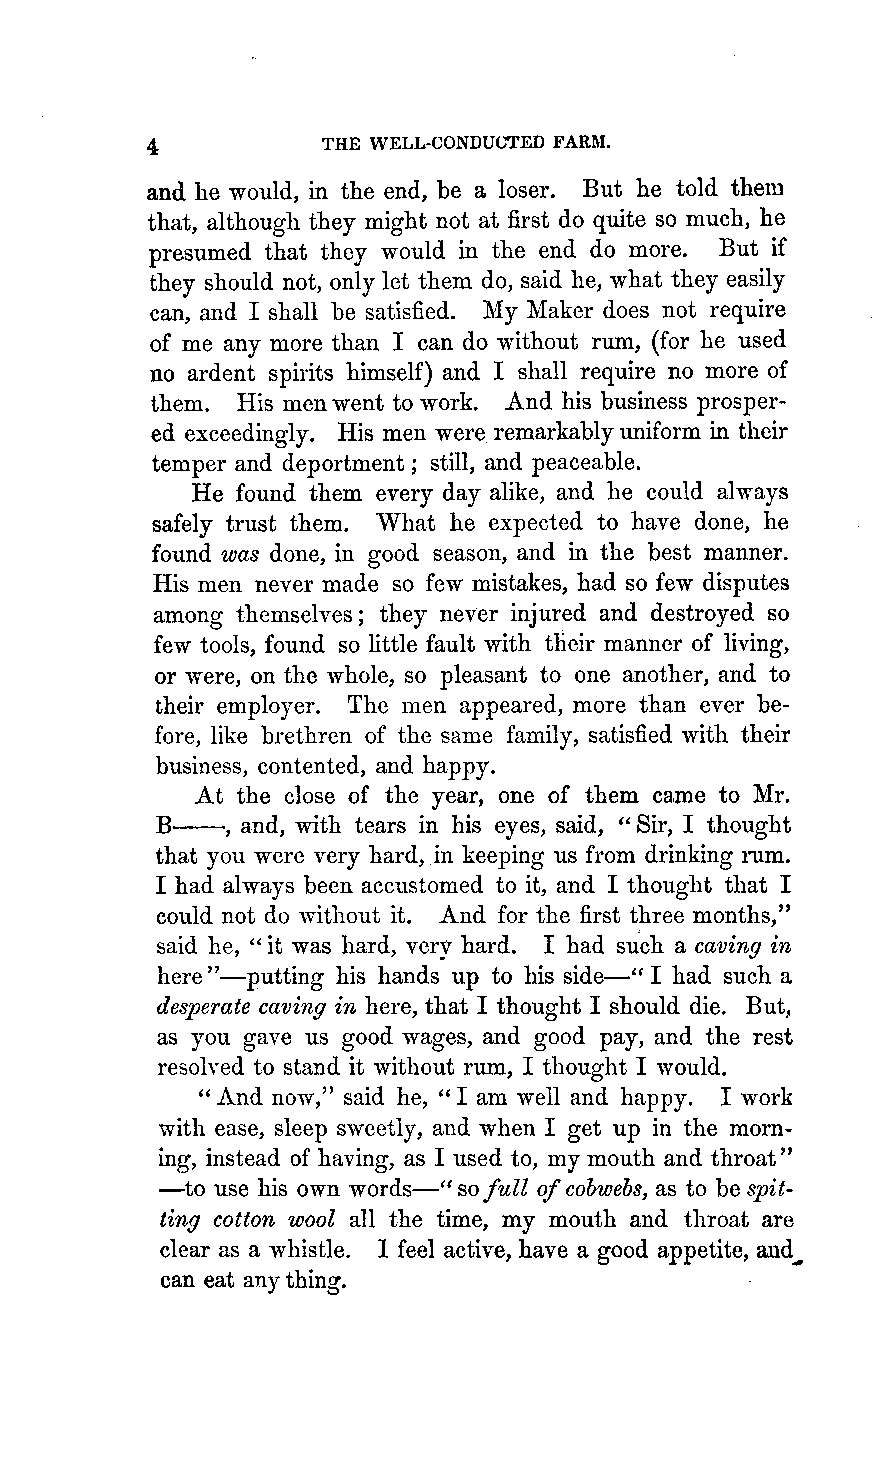 4 THE WELL-CONDUCTED FARM.
and he would, in the end, be a loser. But he told them
that, although they might not at first do quite so much, he
presumed that they would in the end do more. But if
they should not, only let them do, said he, what they easily
can, and I shall be satisfied. My Maker does not require
of me any more than I can do without rum, (for he used
no ardent spirits himself) and I shall require no more of
them. His men went to work. And his business prosper-
ed exceedingly. His men were remarkably uniform in their
temper and deportment; still, and peaceable.
He found them every day alike, and he could always
safely trust them. What he expected to have done, he
found was done, in good season, and in the best manner.
His men never made so few mistakes, had so few disputes
among themselves; they never injured and destroyed so
few tools, found so little fault with their manner of living,
or were, on the whole, so pleasant to one another, and to
their employer. The men appeared, more than ever be-
fore, like brethren of the same family, satisfied with their
business, contented, and happy.
At the close of the year, one of them came to Mr.
B——, and, with tears in his eyes, said, "Sir, I thought
that you were very hard, in keeping us from drinking rum.
I had always been accustomed to it, and I thought that I
could not do without it. And for the first three months,"
said he, "it was hard, very hard. I had such a caving in
here"—putting his hands up to his side—"I had such a
desperate caving in here, that I thought I should die. But,
as you gave us good wages, and good pay, and the rest
resolved to stand it without rum, I thought I would.
"And now," said he, "I am well and happy. I work
with ease, sleep sweetly, and when I get up in the morn-
ing, instead of having, as I used to, my mouth and throat"
—to use his own words—"so full of cobwebs, as to be spit-
ting cotton wool all the time, my mouth and throat are
clear as a whistle. I feel active, have a good appetite, and
can eat any thing.